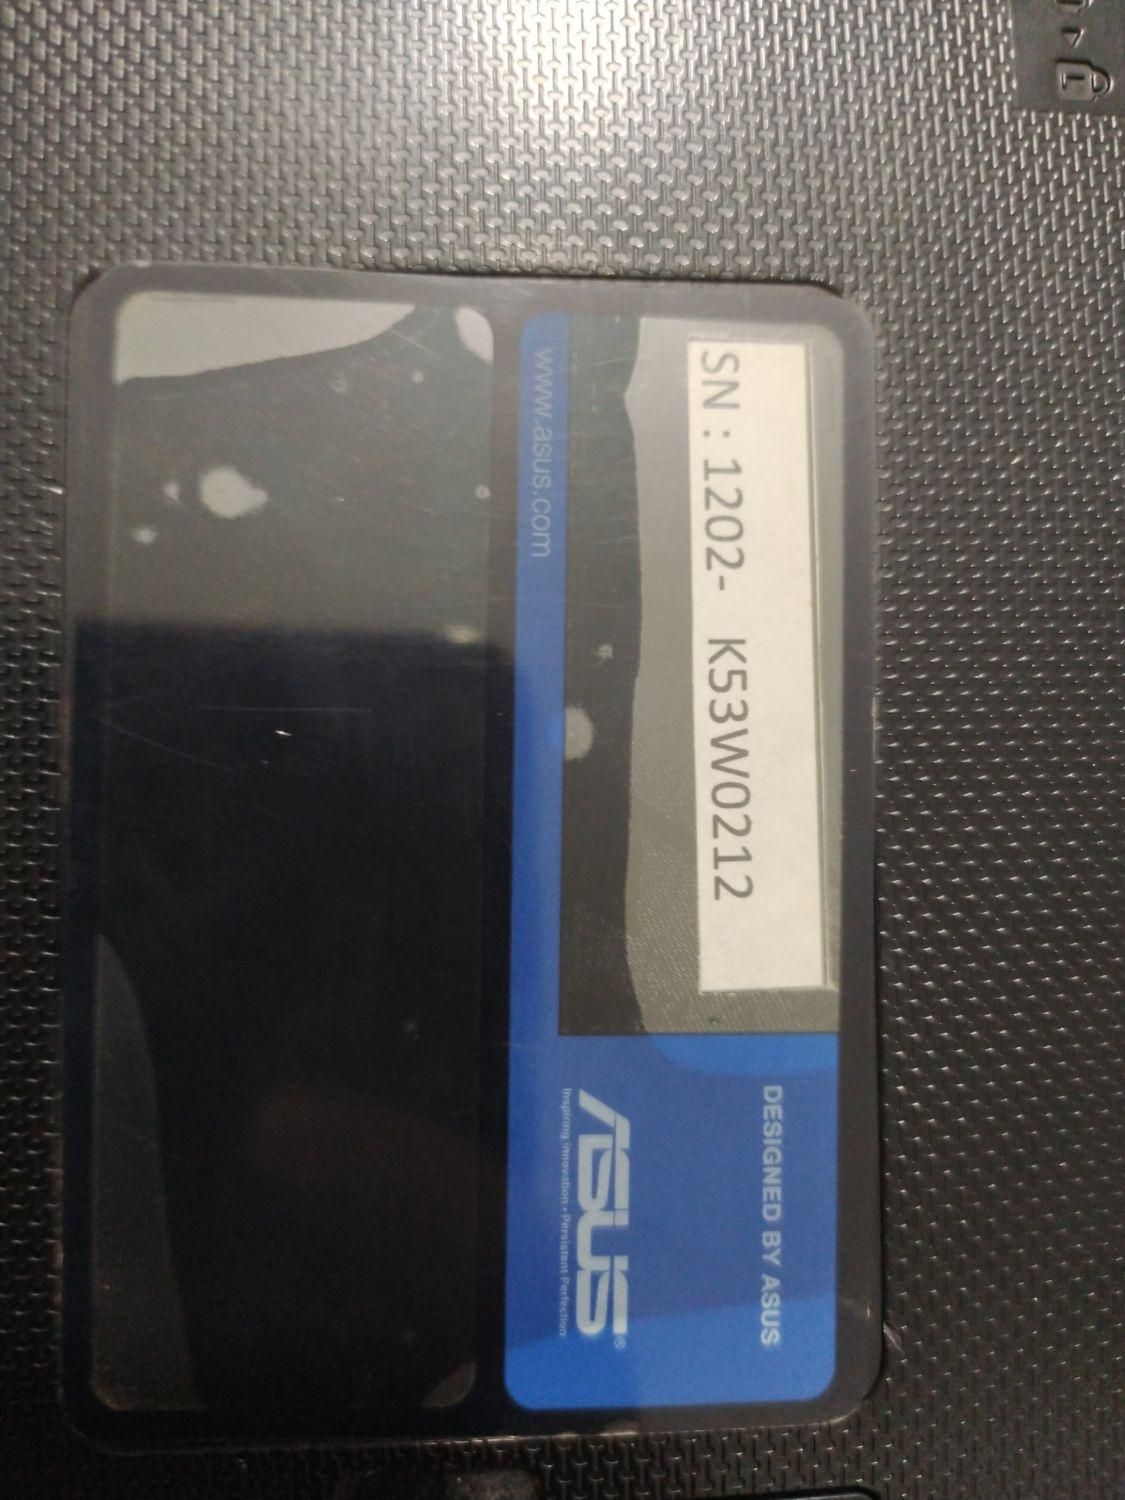 SN : 1202- K53W0212
DESIGNED BY ASUS
ASUS®
Inspiring Innovation • Persistent Perfection
www.asus.com